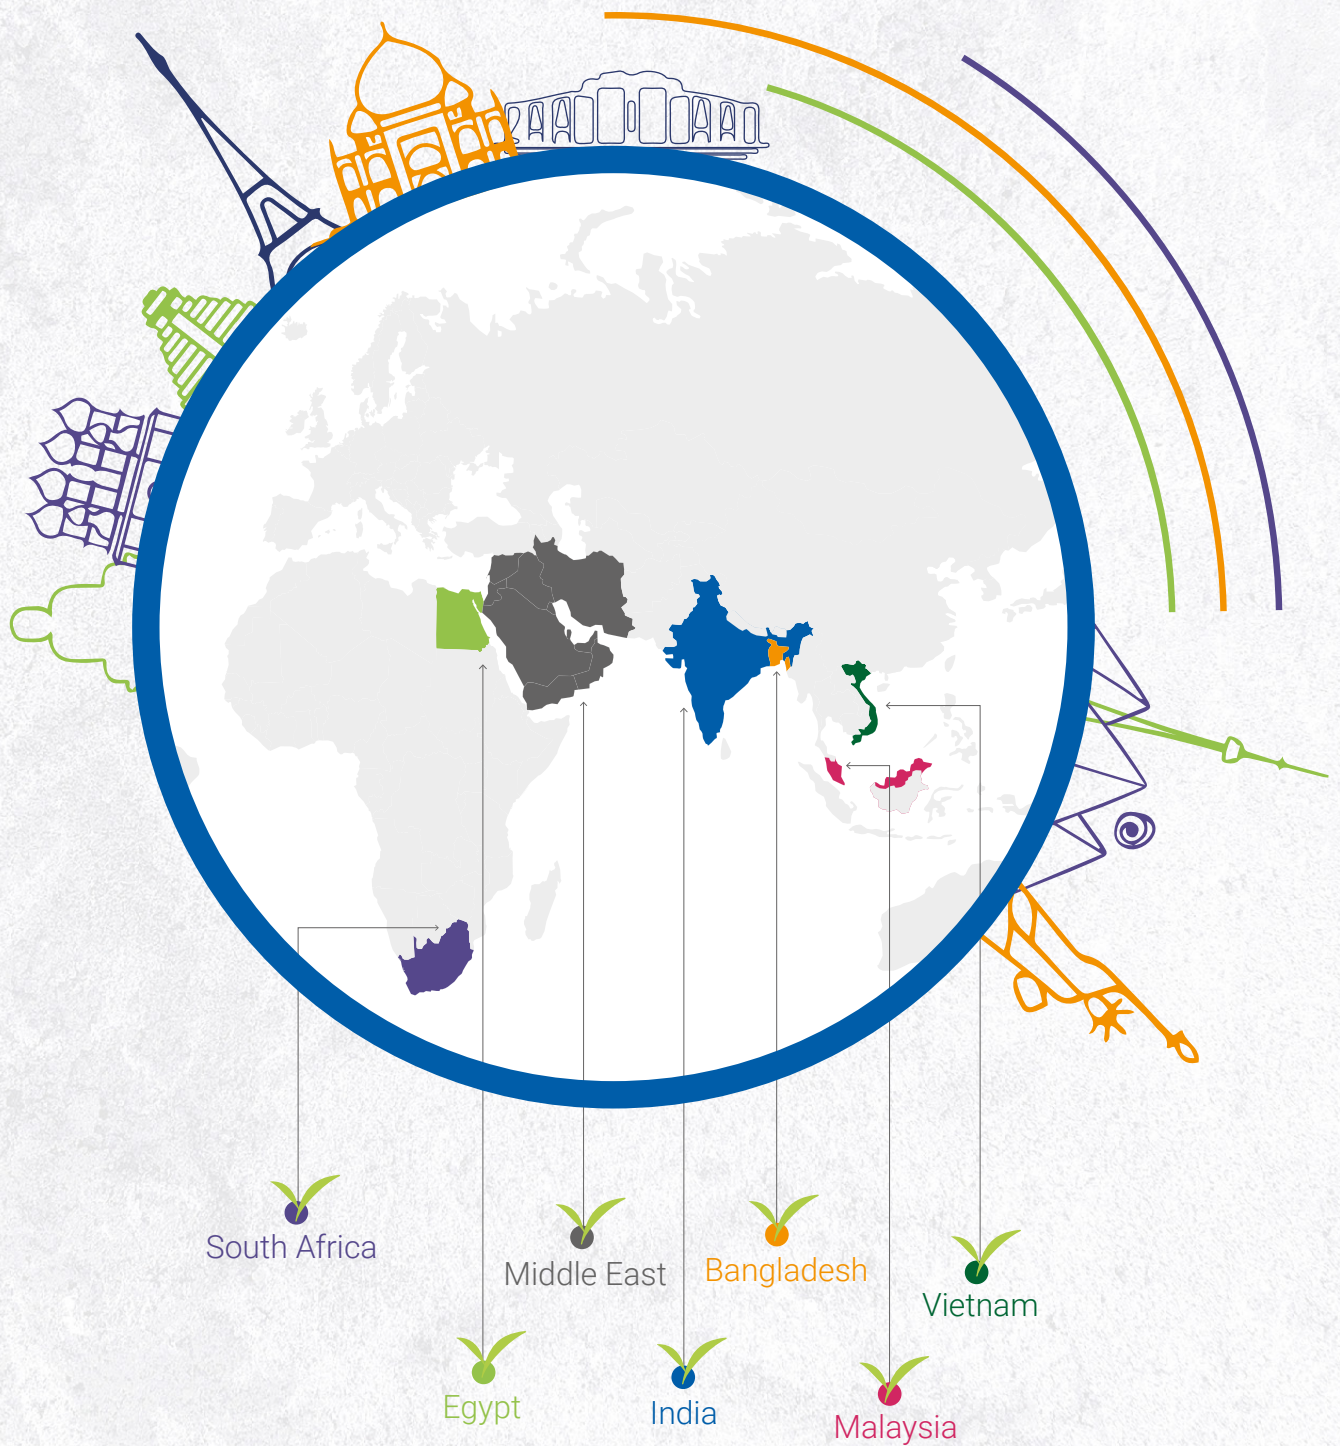 South Africa
Middle East
Bangladesh
Vietnam
Egypt
India
Malaysia